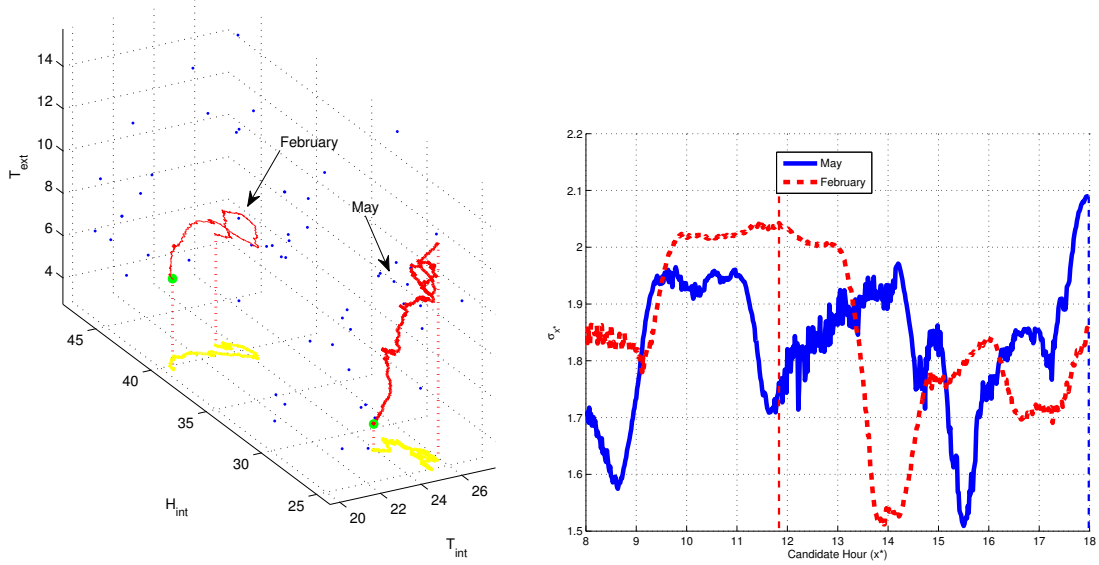 14
12
10
8
6
4
T_ext
February
May
45
40
35
30
25
H_int
20
22
24
26
T_int
2.2
2.1
2
1.9
1.8
1.7
1.6
1.5
σ_x*
May
February
8 9 10 11 12 13 14 15 16 17 18
Candidate Hour (x*)